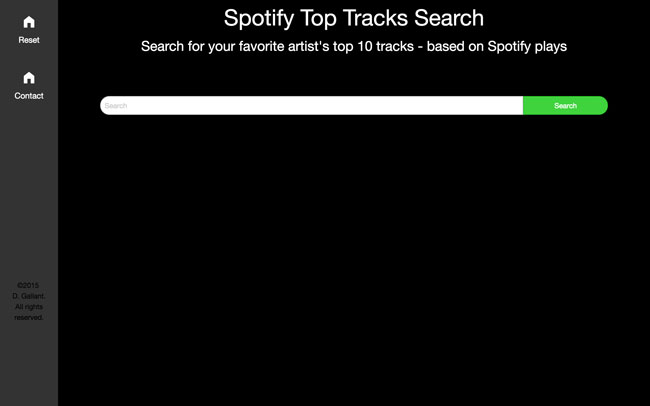 Spotify Top Tracks Search
Search for your favorite artist's top 10 tracks - based on Spotify plays
Reset
Contact
Search
Search
©2015
D. Gallant.
All rights
reserved.